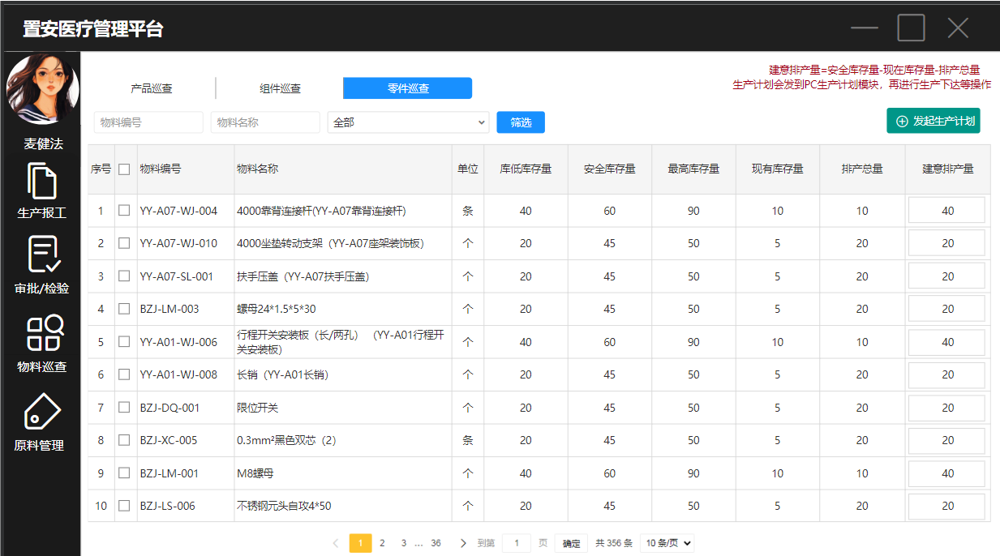 置安医疗管理平台
麦健法
生产报工
审批/检验
物料巡查
原料管理
产品巡查 组件巡查 零件巡查
建意排产量=安全库存量-现在库存量-排产总量
生产计划会发到PC生产计划模块，再进行生产下达等操作
物料编号 物料名称 全部 筛选 发起生产计划
序号 物料编号 物料名称 单位 库低库存量 安全库存量 最高库存量 现有库存量 排产总量 建意排产量
1 YY-A07-WJ-004 4000靠背连接杆(YY-A07靠背连接杆) 条 40 60 90 10 10 40
2 YY-A07-WJ-010 4000坐垫转动支架（YY-A07座架装饰板） 个 20 45 50 5 20 20
3 YY-A07-SL-001 扶手压盖（YY-A07扶手压盖） 个 20 45 50 5 20 20
4 BZJ-LM-003 螺母24*1.5*5*30 个 20 45 50 5 20 20
5 YY-A01-WJ-006 行程开关安装板（长/两孔）（YY-A01行程开
关安装板） 个 40 60 90 10 10 40
6 YY-A01-WJ-008 长销（YY-A01长销） 个 20 45 50 5 20 20
7 BZJ-DQ-001 限位开关 个 20 45 50 5 20 20
8 BZJ-XC-005 0.3mm²黑色双芯（2） 条 20 45 50 5 20 20
9 BZJ-LM-001 M8螺母 个 40 60 90 10 10 40
10 BZJ-LS-006 不锈钢元头自攻4*50 个 20 45 50 5 20 20
1 2 3 ... 36 到第 1 页 确定 共 356 条 10 条/页